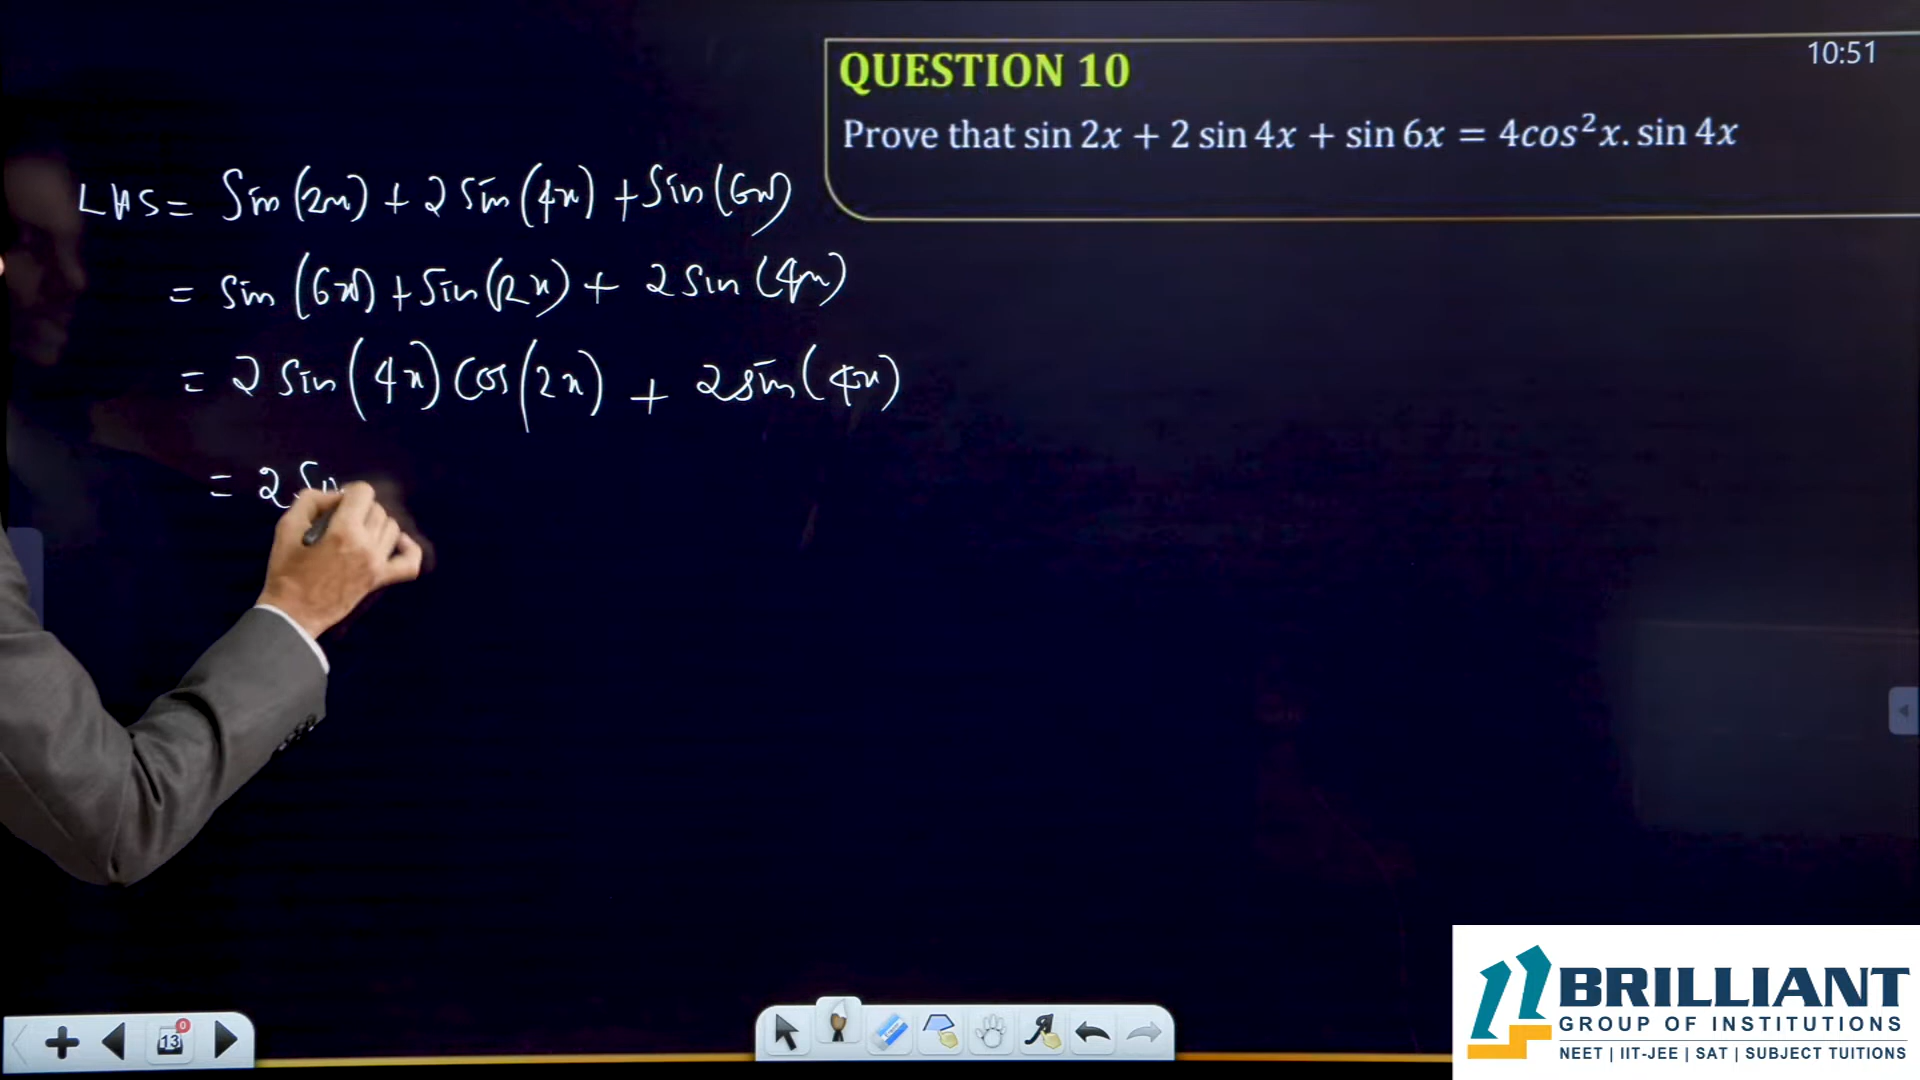 10:51
QUESTION 10
Prove that sin 2x + 2 sin 4x + sin 6x = 4cos²x. sin 4x
LHS = Sin(2x) + 2 Sin(4x) + Sin(6x)
= Sin(6x) + Sin(2x) + 2 Sin(4x)
= 2 Sin(4x) Cos(2x) + 2 Sin(4x)
= 2 Sin
13
0
BRILLIANT
GROUP OF INSTITUTIONS
NEET | IIT-JEE | SAT | SUBJECT TUITIONS